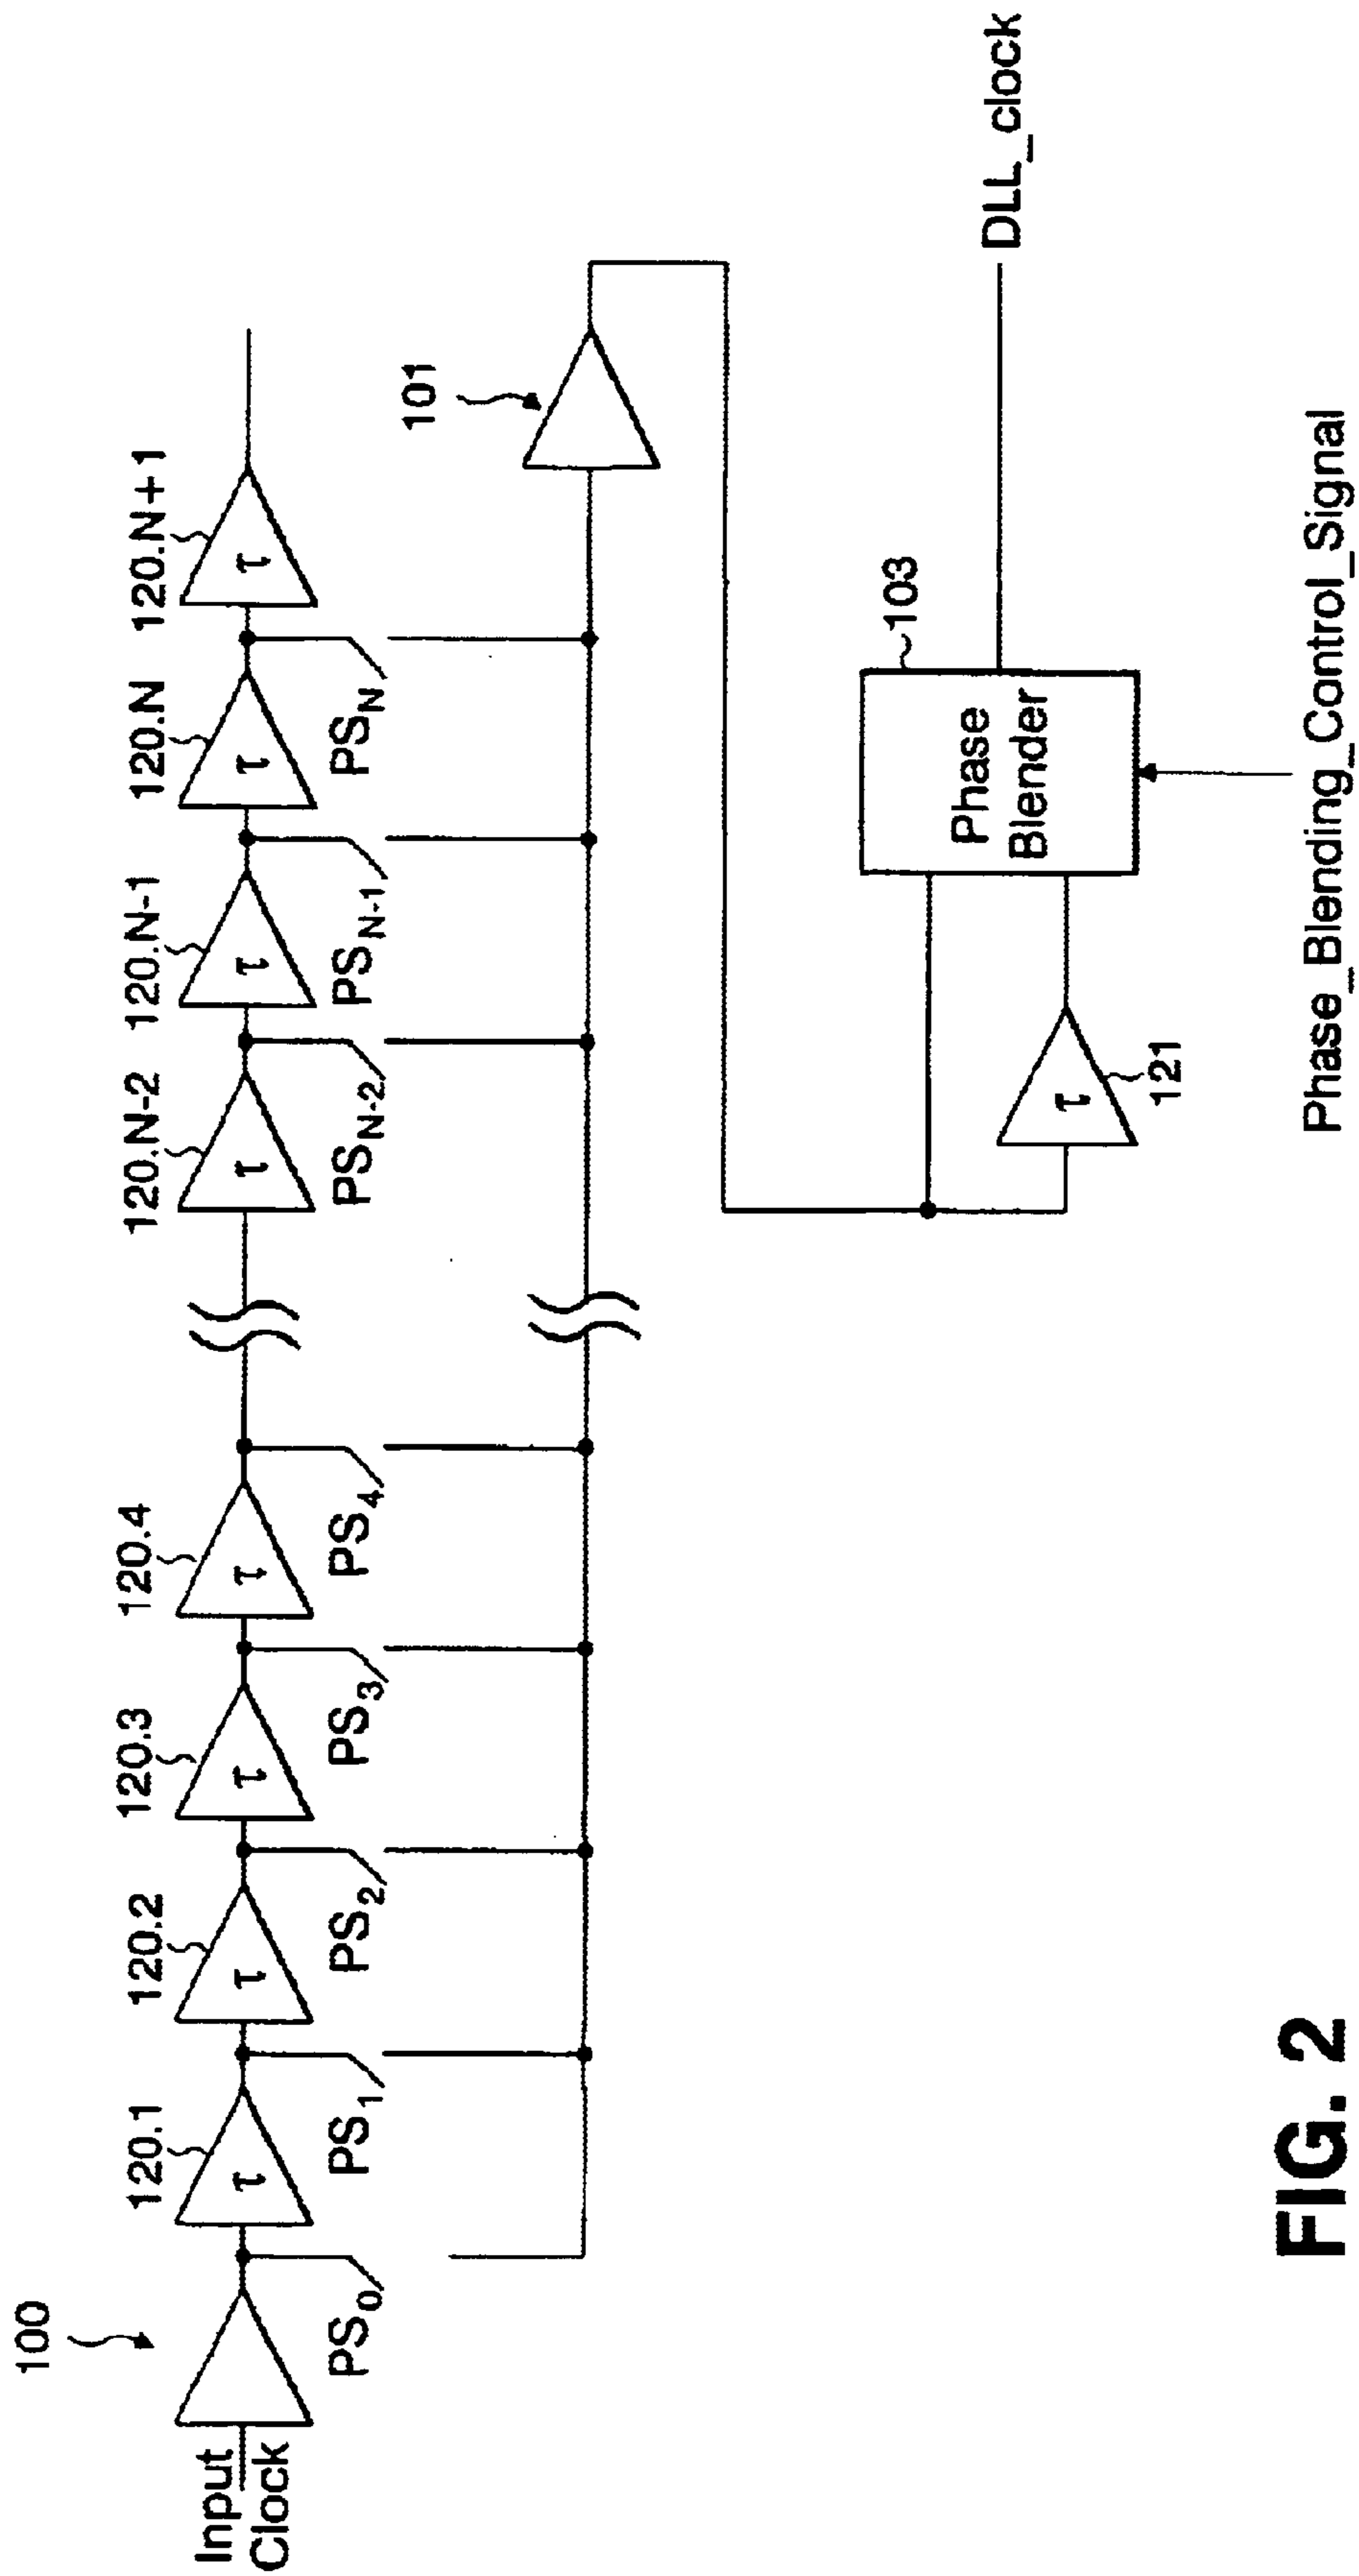 100
Input
Clock
120.1
120.2
120.3
120.4
120.N-2
120.N-1
120.N
120.N+1
τ
τ
τ
τ
τ
τ
τ
τ
PS0
PS1
PS2
PS3
PS4
PSN-2
PSN-1
PSN
101
103
Phase
Blender
τ
121
DLL_clock
Phase_Blending_Control_Signal
FIG. 2